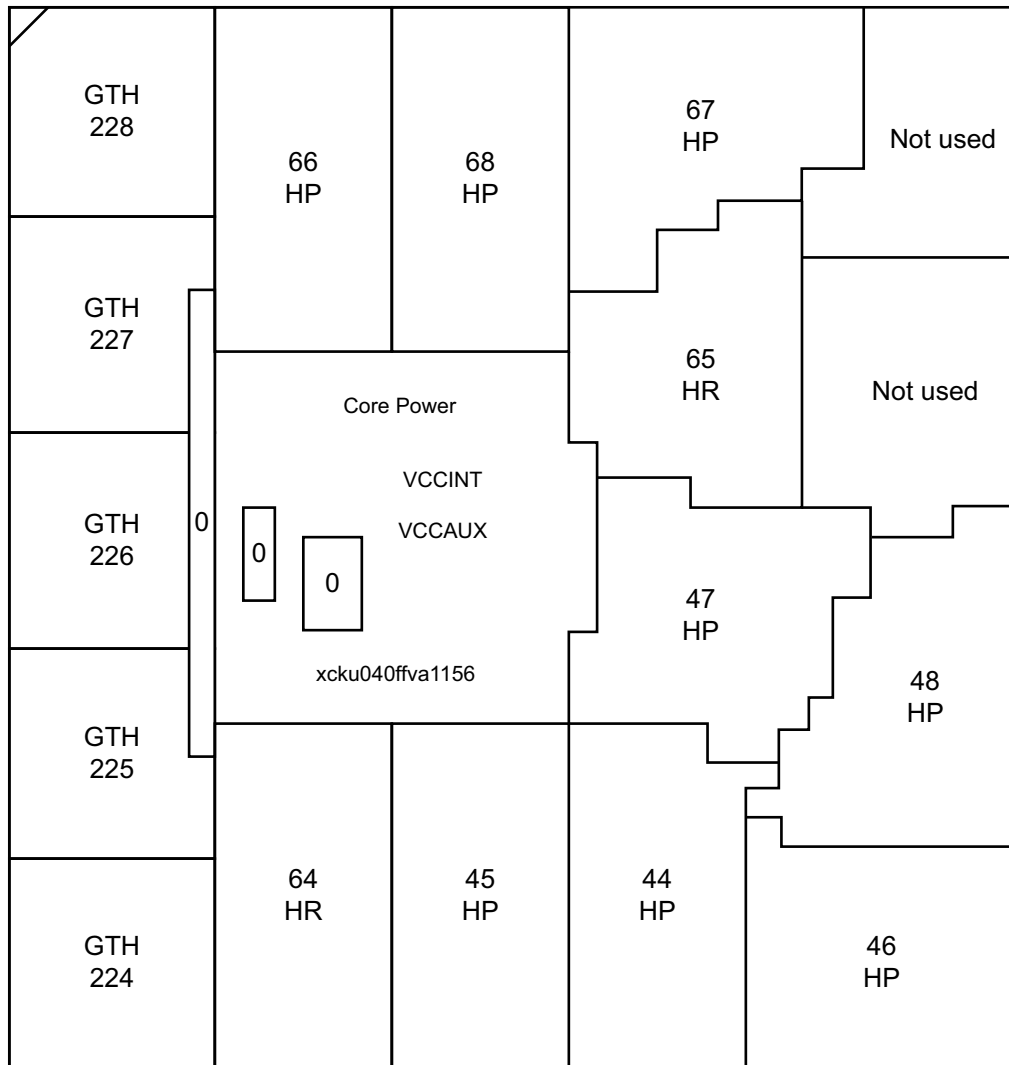 GTH
228
66
HP
68
HP
67
HP
Not used
GTH
227
65
HR
Not used
Core Power
VCCINT
VCCAUX
GTH
226
0
0
0
47
HP
xcku040ffva1156
48
HP
GTH
225
64
HR
45
HP
44
HP
46
HP
GTH
224